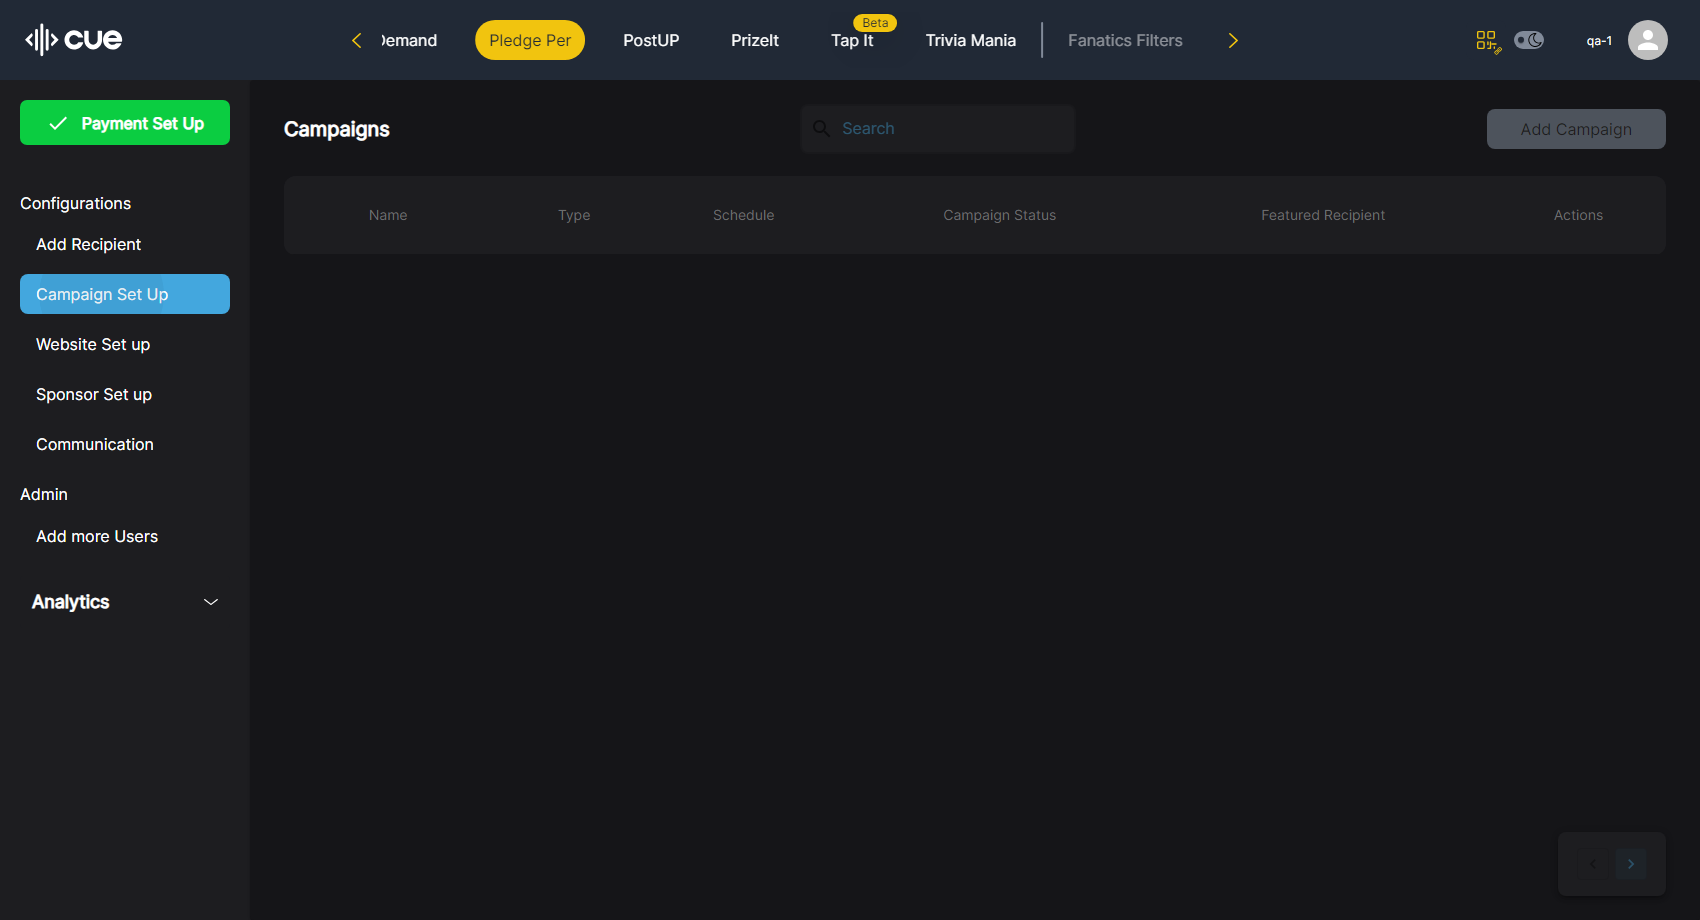 cue
Demand
Pledge Per
PostUP
PrizeIt
Beta
Tap It
Trivia Mania
Fanatics Filters
qa-1
Payment Set Up
Configurations
Add Recipient
Campaign Set Up
Website Set up
Sponsor Set up
Communication
Admin
Add more Users
Analytics
Campaigns
Search
Add Campaign
Name
Type
Schedule
Campaign Status
Featured Recipient
Actions